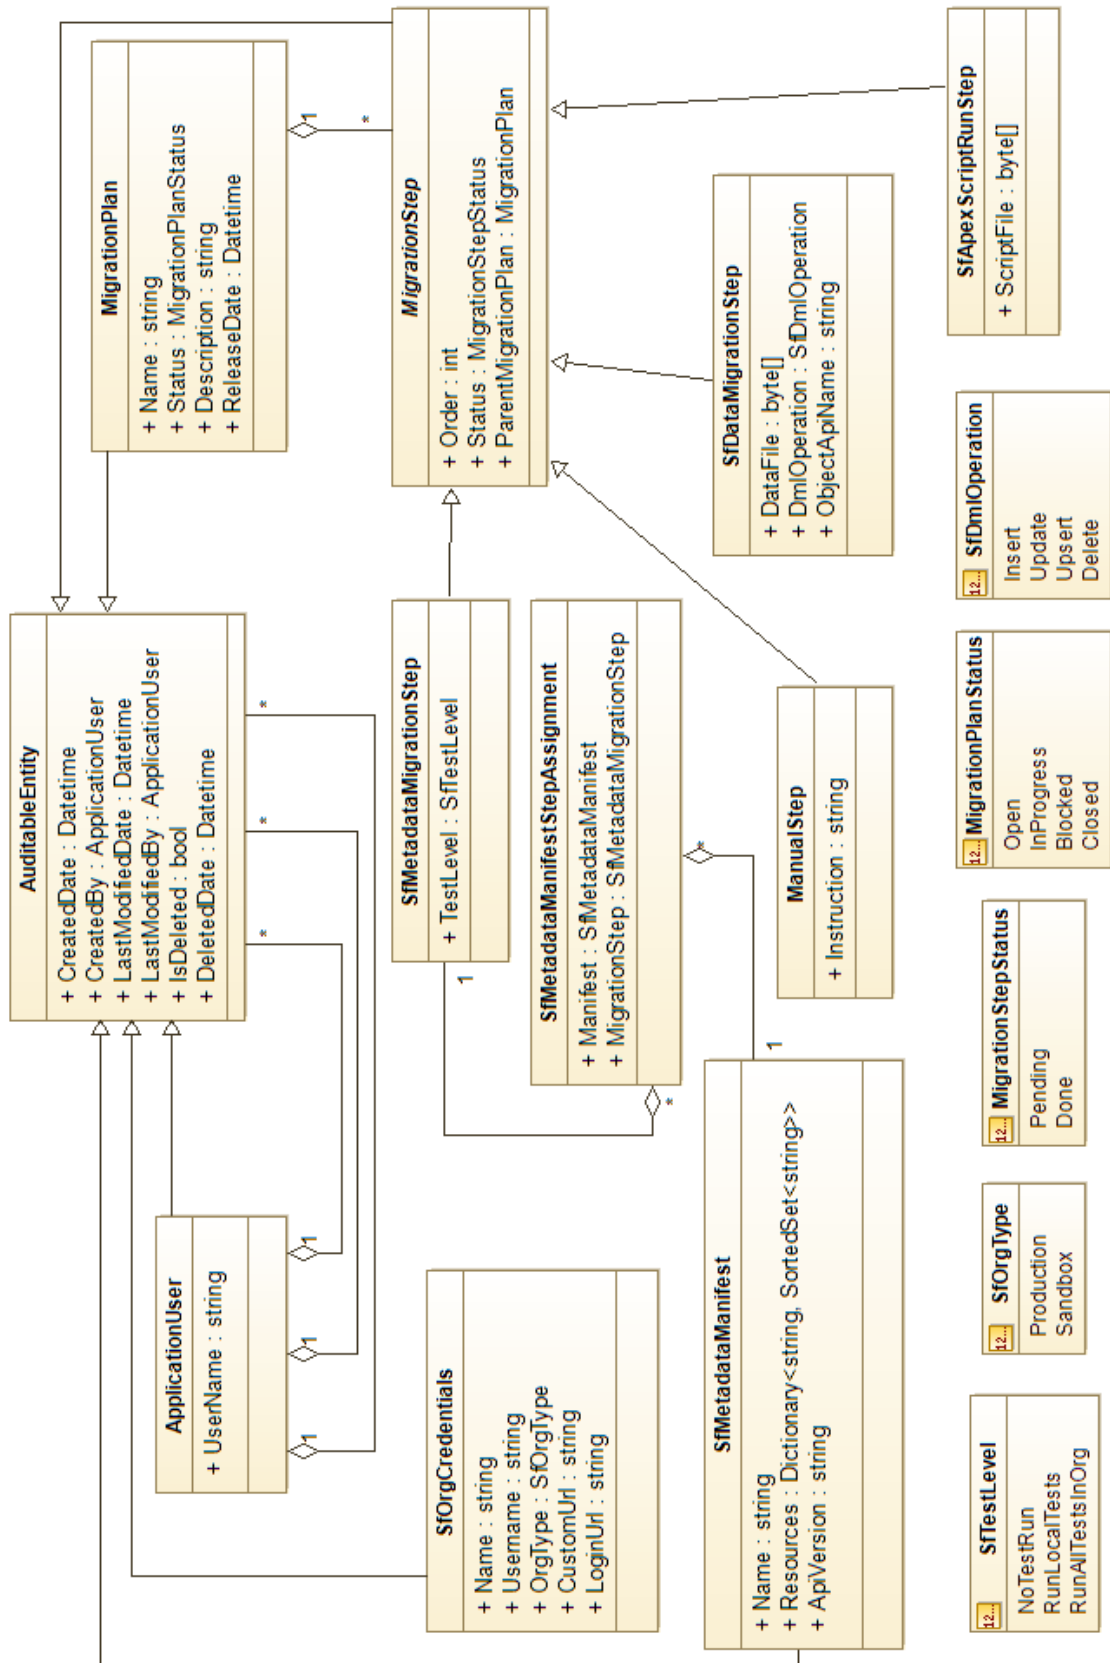 AuditableEntity
+ CreatedDate : Datetime
+ CreatedBy : ApplicationUser
+ LastModifiedDate : Datetime
+ LastModifiedBy : ApplicationUser
+ IsDeleted : bool
+ DeletedDate : Datetime
*
*
*
MigrationPlan
+ Name : string
+ Status : MigrationPlanStatus
+ Description : string
+ ReleaseDate : Datetime
1
*
ApplicationUser
+ UserName : string
1
1
1
SfOrgCredentials
+ Name : string
+ Username : string
+ OrgType : SfOrgType
+ CustomUrl : string
+ LoginUrl : string
SfMetadataMigrationStep
+ TestLevel : SfTestLevel
1
MigrationStep
+ Order : int
+ Status : MigrationStepStatus
+ ParentMigrationPlan : MigrationPlan
SfMetadataManifestStepAssignment
+ Manifest : SfMetadataManifest
+ MigrationStep : SfMetadataMigrationStep
*
*
SfMetadataManifest
+ Name : string
+ Resources : Dictionary<string, SortedSet<string>>
+ ApiVersion : string
1
ManualStep
+ Instruction : string
SfDataMigrationStep
+ DataFile : byte[]
+ DmlOperation : SfDmlOperation
+ ObjectApiName : string
SfApexScriptRunStep
+ ScriptFile : byte[]
12... SfTestLevel
NoTestRun
RunLocalTests
RunAllTestsInOrg
12... SfOrgType
Production
Sandbox
12... MigrationStepStatus
Pending
Done
12... MigrationPlanStatus
Open
InProgress
Blocked
Closed
12... SfDmlOperation
Insert
Update
Upsert
Delete